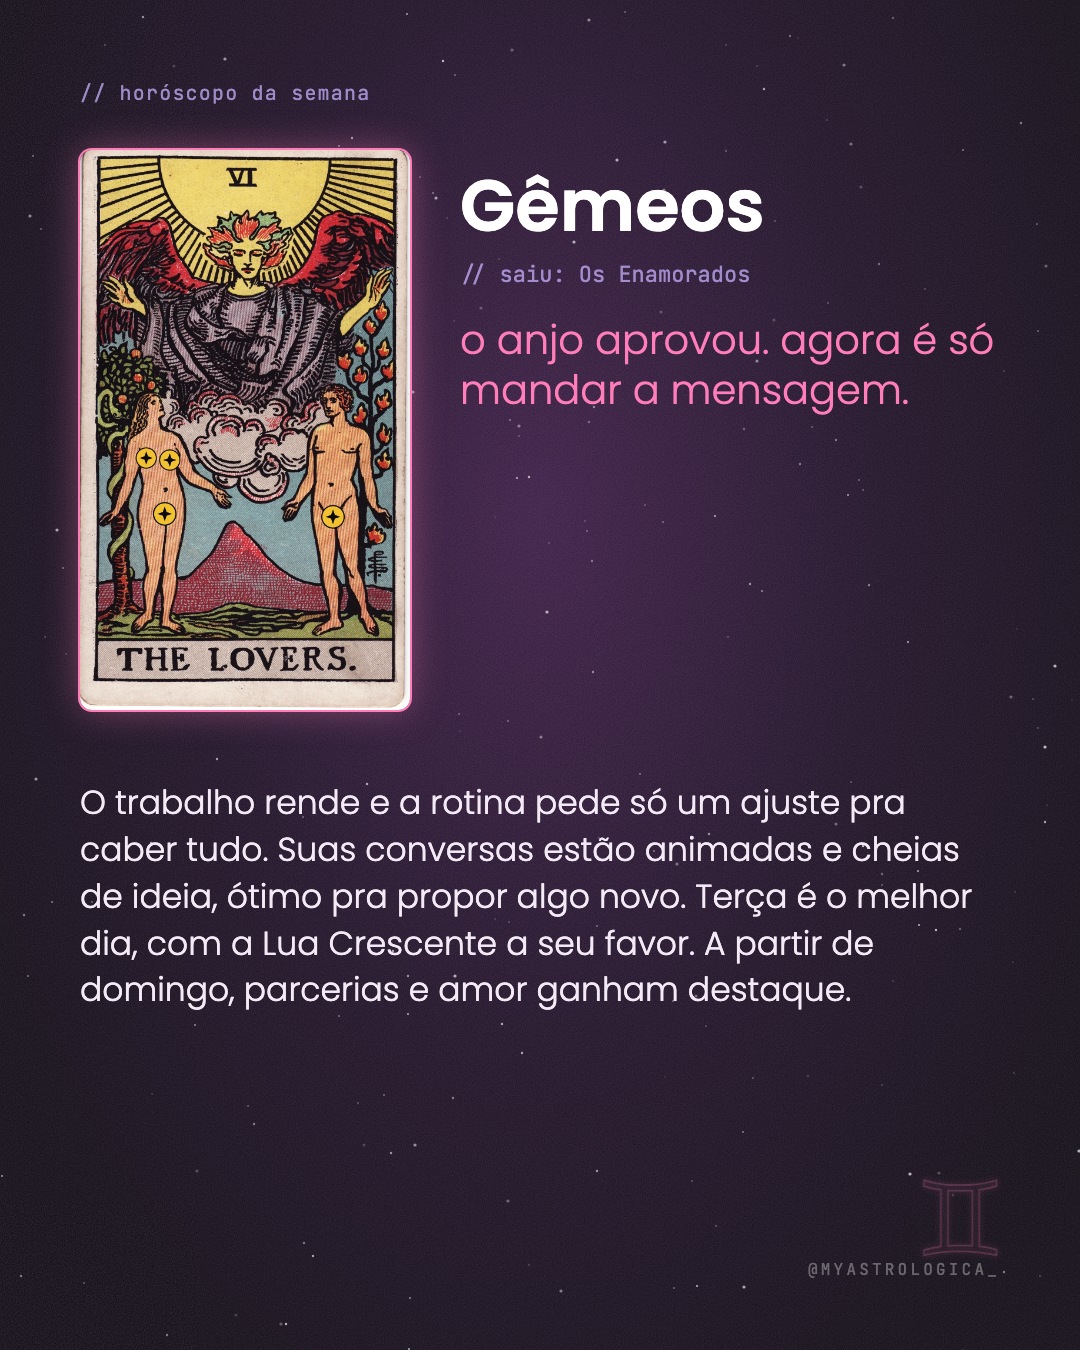 // horóscopo da semana
VI
THE LOVERS.
Gêmeos
// saiu: Os Enamorados
o anjo aprovou. agora é só
mandar a mensagem.
O trabalho rende e a rotina pede só um ajuste pra
caber tudo. Suas conversas estão animadas e cheias
de ideia, ótimo pra propor algo novo. Terça é o melhor
dia, com a Lua Crescente a seu favor. A partir de
domingo, parcerias e amor ganham destaque.
@MYASTROLOGICA_